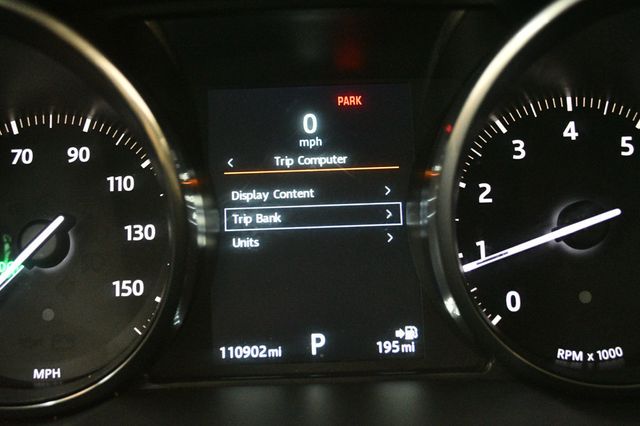 PARK
0
mph
Trip Computer
Display Content
Trip Bank
Units
110902 mi
P
195 mi
70
90
110
130
150
MPH
0
1
2
3
4
5
RPM x 1000